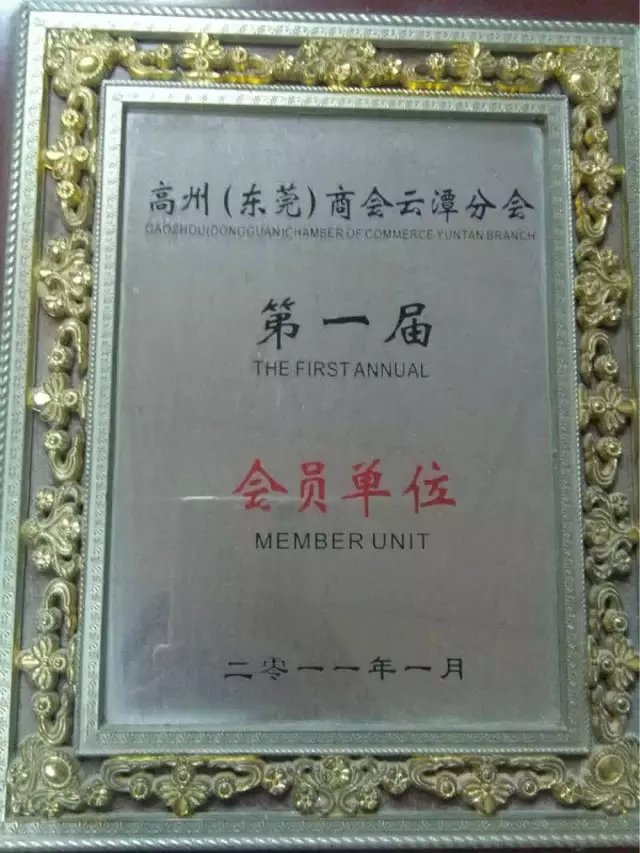 高州(东莞)商会云潭分会
GAOZHOU(DONGGUAN)CHAMBER OF COMMERCE YUNTAN BRANCH
第一届
THE FIRST ANNUAL
会员单位
MEMBER UNIT
二零一一年一月